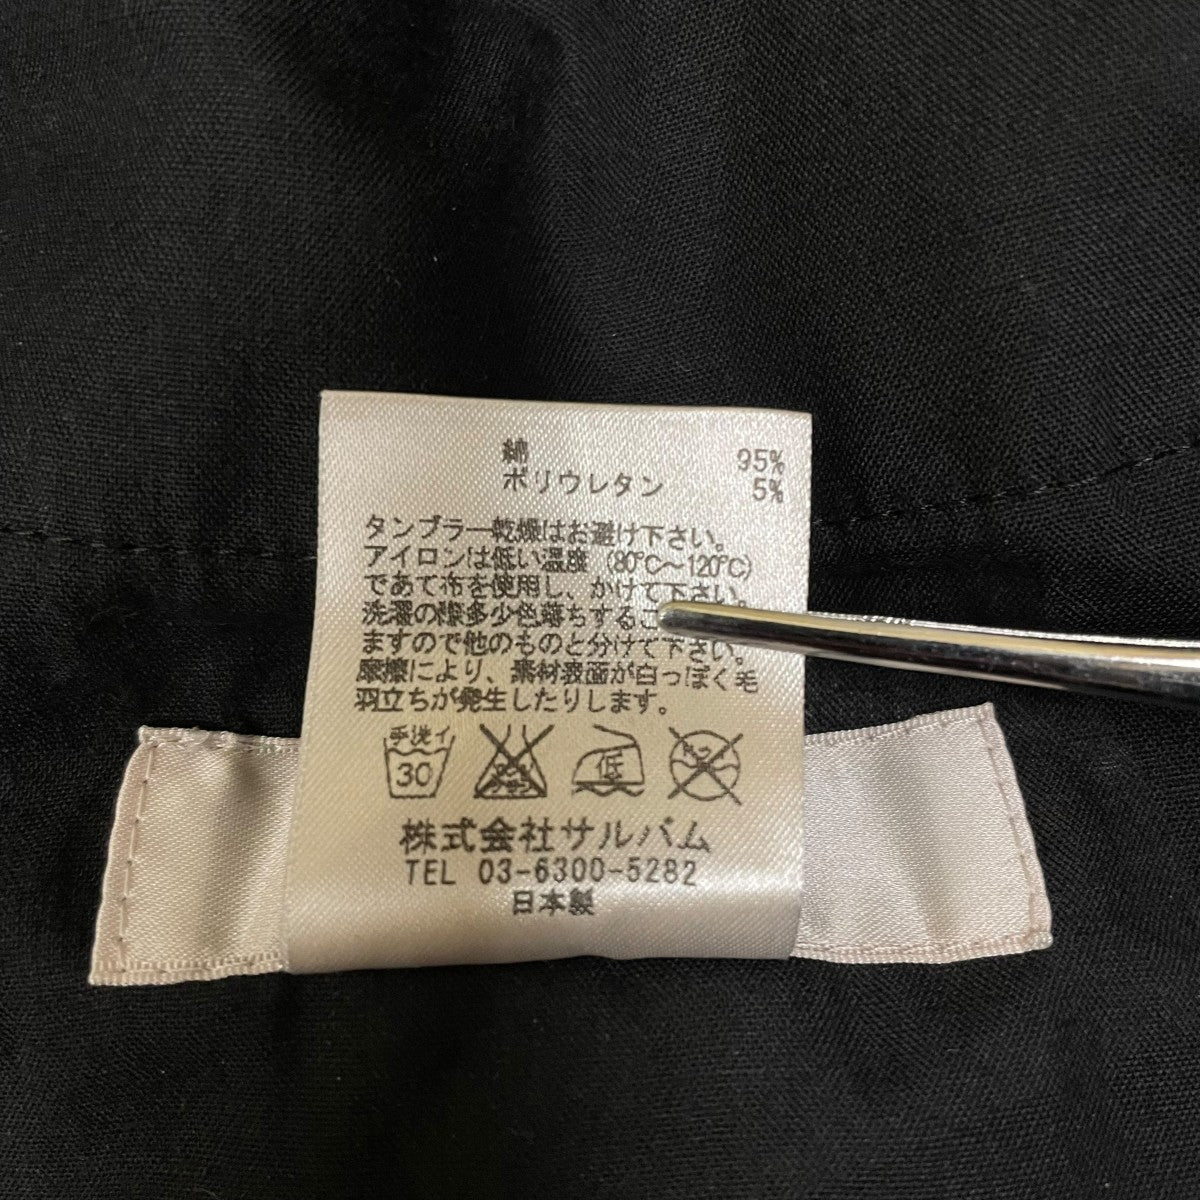 綿 95%
ポリウレタン 5%
タンブラー乾燥はお避け下さい。
アイロンは低い温度(80℃〜120℃)
であて布を使用し、かけて下さい。
洗濯の際多少色落ちするこ
ますので他のものと分けて下さい。
摩擦により、素材表面が白っぽく毛
羽立ちが発生したりします。
手洗イ
30
低
株式会社サルバム
TEL 03-6300-5282
日本製